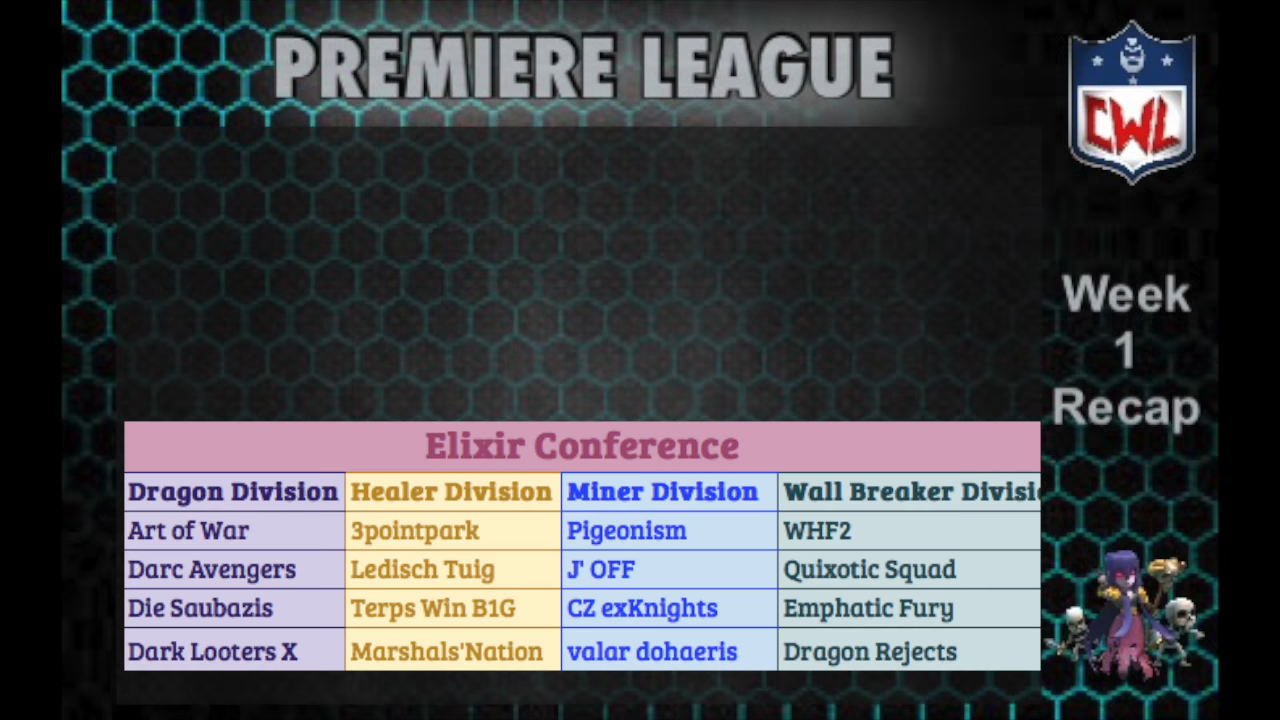 PREMIERE LEAGUE
CWL
Week
1
Recap
Elixir Conference
Dragon Division Healer Division Miner Division Wall Breaker Divisi
Art of War 3pointpark Pigeonism WHF2
Darc Avengers Ledisch Tuig J' OFF Quixotic Squad
Die Saubazis Terps Win B1G CZ exKnights Emphatic Fury
Dark Looters X Marshals'Nation valar dohaeris Dragon Rejects